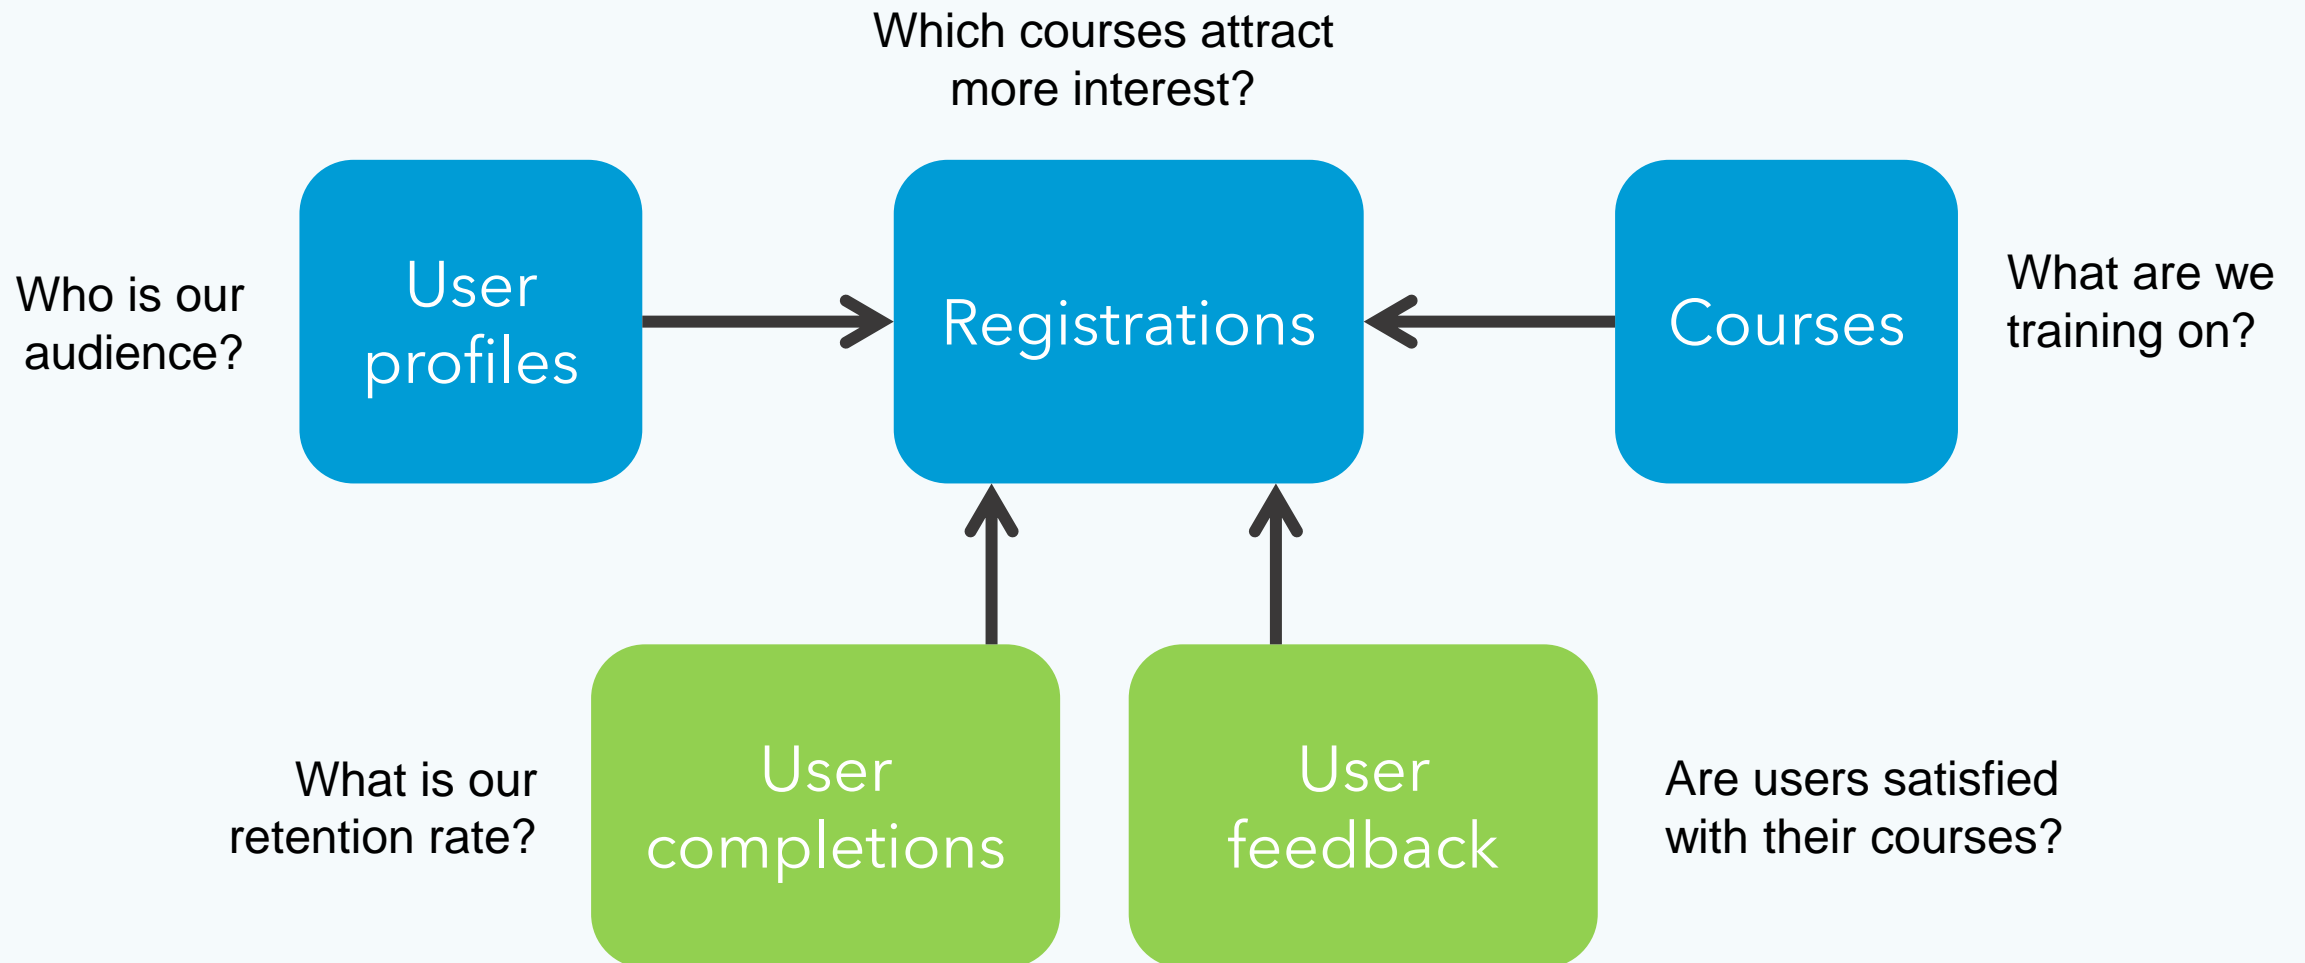 Which courses attract
more interest?
Who is our
audience?
User
profiles
Registrations
Courses
What are we
training on?
What is our
retention rate?
User
completions
User
feedback
Are users satisfied
with their courses?